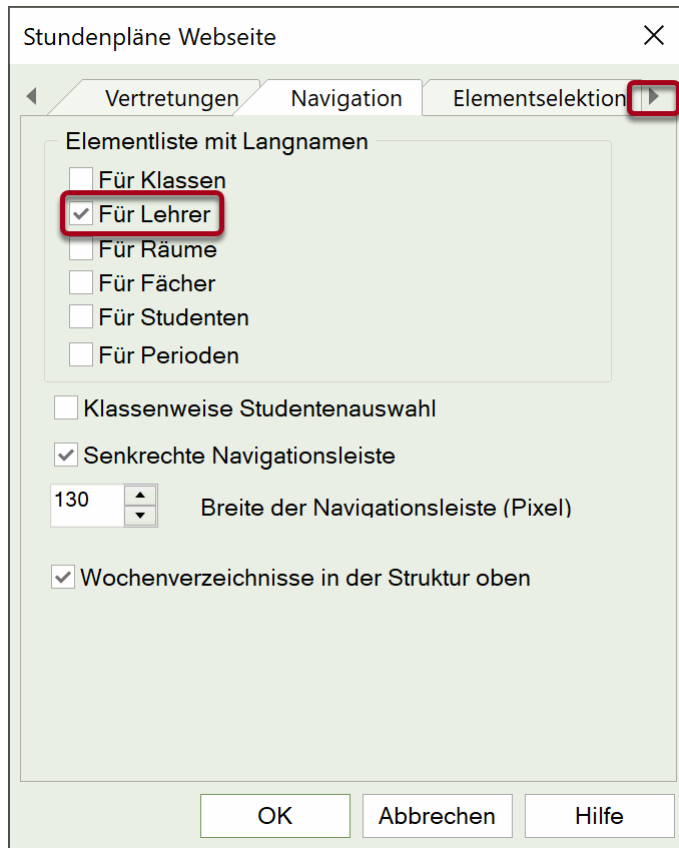 Stundenpläne Webseite
Vertretungen Navigation Elementselektion
Elementliste mit Langnamen
Für Klassen
Für Lehrer
Für Räume
Für Fächer
Für Studenten
Für Perioden
Klassenweise Studentenauswahl
Senkrechte Navigationsleiste
130 Breite der Navigationsleiste (Pixel)
Wochenverzeichnisse in der Struktur oben
OK Abbrechen Hilfe